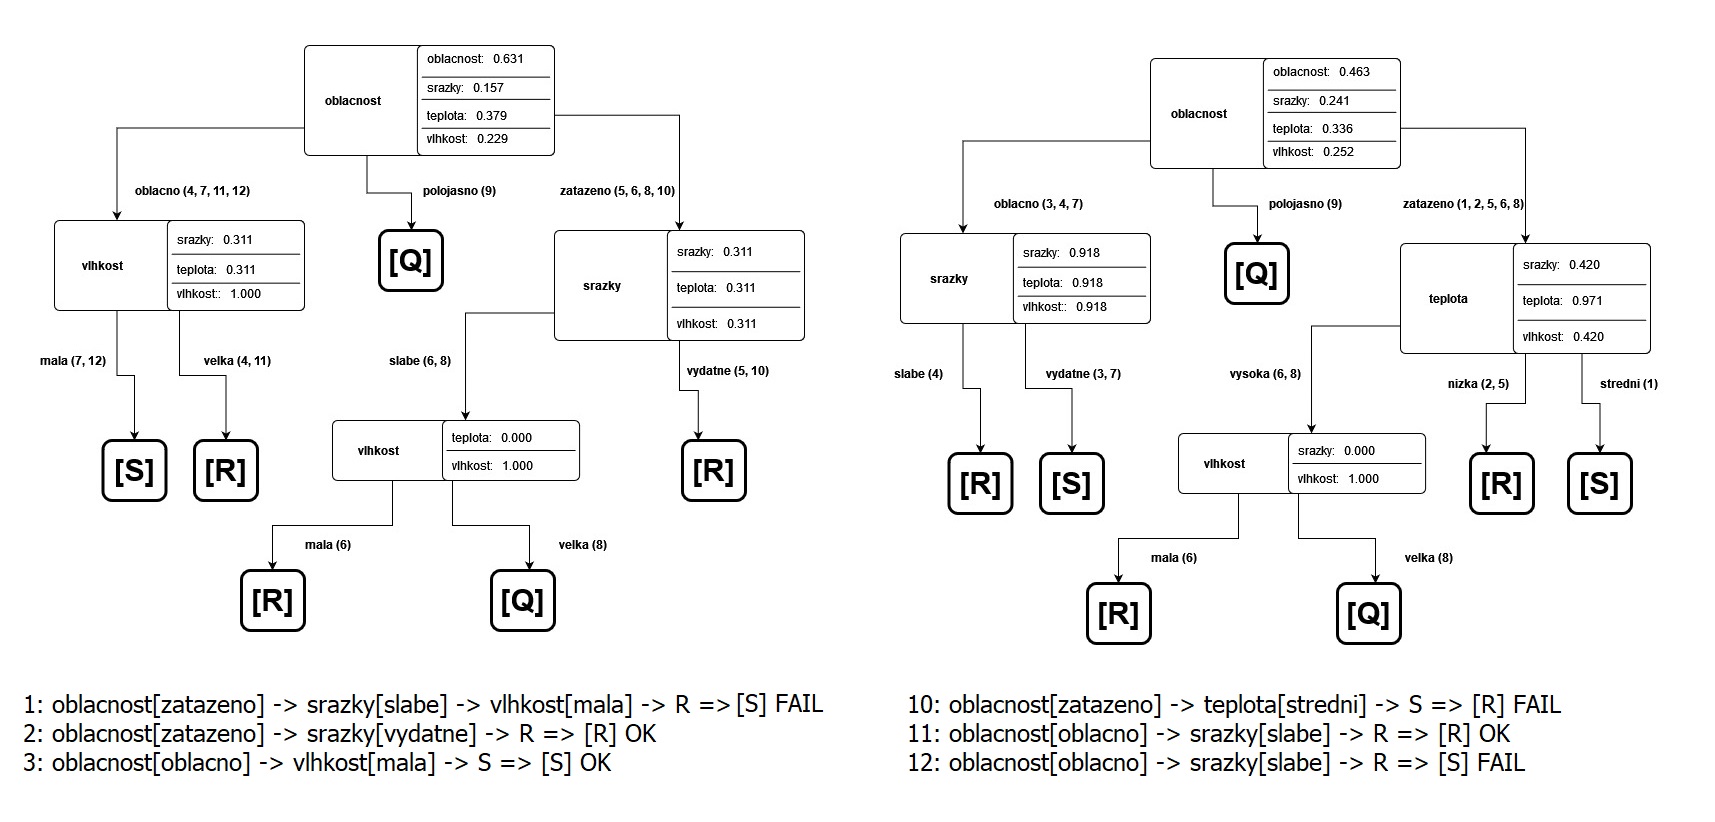 oblacnost
oblacnost: 0.631
srazky: 0.157
teplota: 0.379
vlhkost: 0.229
oblacno (4, 7, 11, 12)
polojasno (9)
zatazeno (5, 6, 8, 10)
vlhkost
srazky: 0.311
teplota: 0.311
vlhkost:: 1.000
[Q]
srazky
srazky: 0.311
teplota: 0.311
vlhkost: 0.311
mala (7, 12)
velka (4, 11)
slabe (6, 8)
vydatne (5, 10)
[S]
[R]
vlhkost
teplota: 0.000
vlhkost: 1.000
[R]
mala (6)
velka (8)
[R]
[Q]
1: oblacnost[zatazeno] -> srazky[slabe] -> vlhkost[mala] -> R => [S] FAIL
2: oblacnost[zatazeno] -> srazky[vydatne] -> R => [R] OK
3: oblacnost[oblacno] -> vlhkost[mala] -> S => [S] OK
oblacnost
oblacnost: 0.463
srazky: 0.241
teplota: 0.336
vlhkost: 0.252
oblacno (3, 4, 7)
polojasno (9)
zatazeno (1, 2, 5, 6, 8)
srazky
srazky: 0.918
teplota: 0.918
vlhkost:: 0.918
[Q]
teplota
srazky: 0.420
teplota: 0.971
vlhkost: 0.420
slabe (4)
vydatne (3, 7)
vysoka (6, 8)
nizka (2, 5)
stredni (1)
[R]
[S]
vlhkost
srazky: 0.000
vlhkost: 1.000
[R]
[S]
mala (6)
velka (8)
[R]
[Q]
10: oblacnost[zatazeno] -> teplota[stredni] -> S => [R] FAIL
11: oblacnost[oblacno] -> srazky[slabe] -> R => [R] OK
12: oblacnost[oblacno] -> srazky[slabe] -> R => [S] FAIL